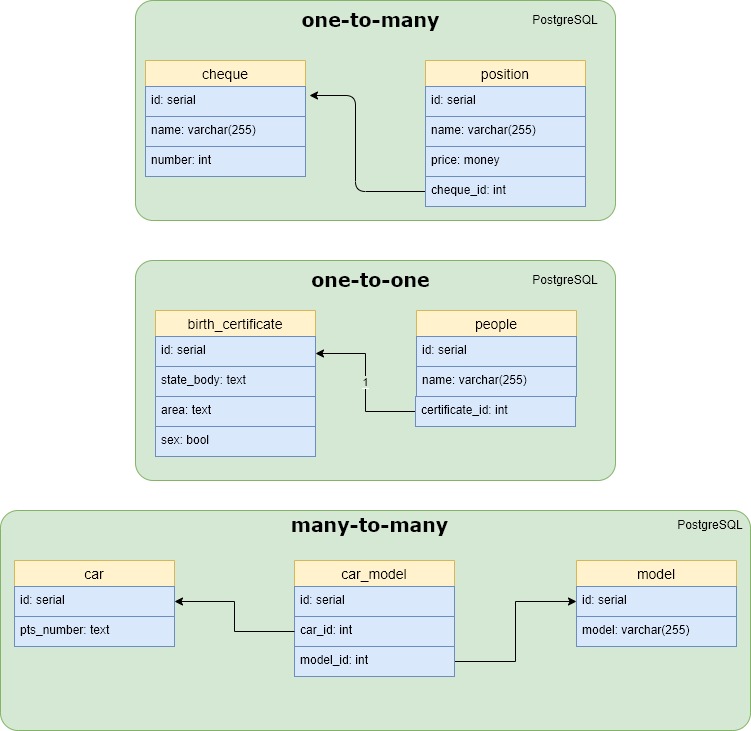 one-to-many
PostgreSQL
cheque
id: serial
name: varchar(255)
number: int
position
id: serial
name: varchar(255)
price: money
cheque_id: int
one-to-one
PostgreSQL
birth_certificate
id: serial
state_body: text
area: text
sex: bool
1
people
id: serial
name: varchar(255)
certificate_id: int
many-to-many
PostgreSQL
car
id: serial
pts_number: text
car_model
id: serial
car_id: int
model_id: int
model
id: serial
model: varchar(255)